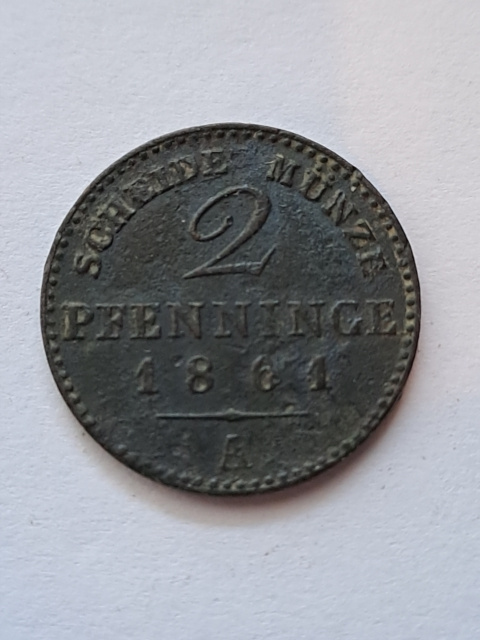 SCHEIDE MÜNZE
2
PFENNINGE
1861
A